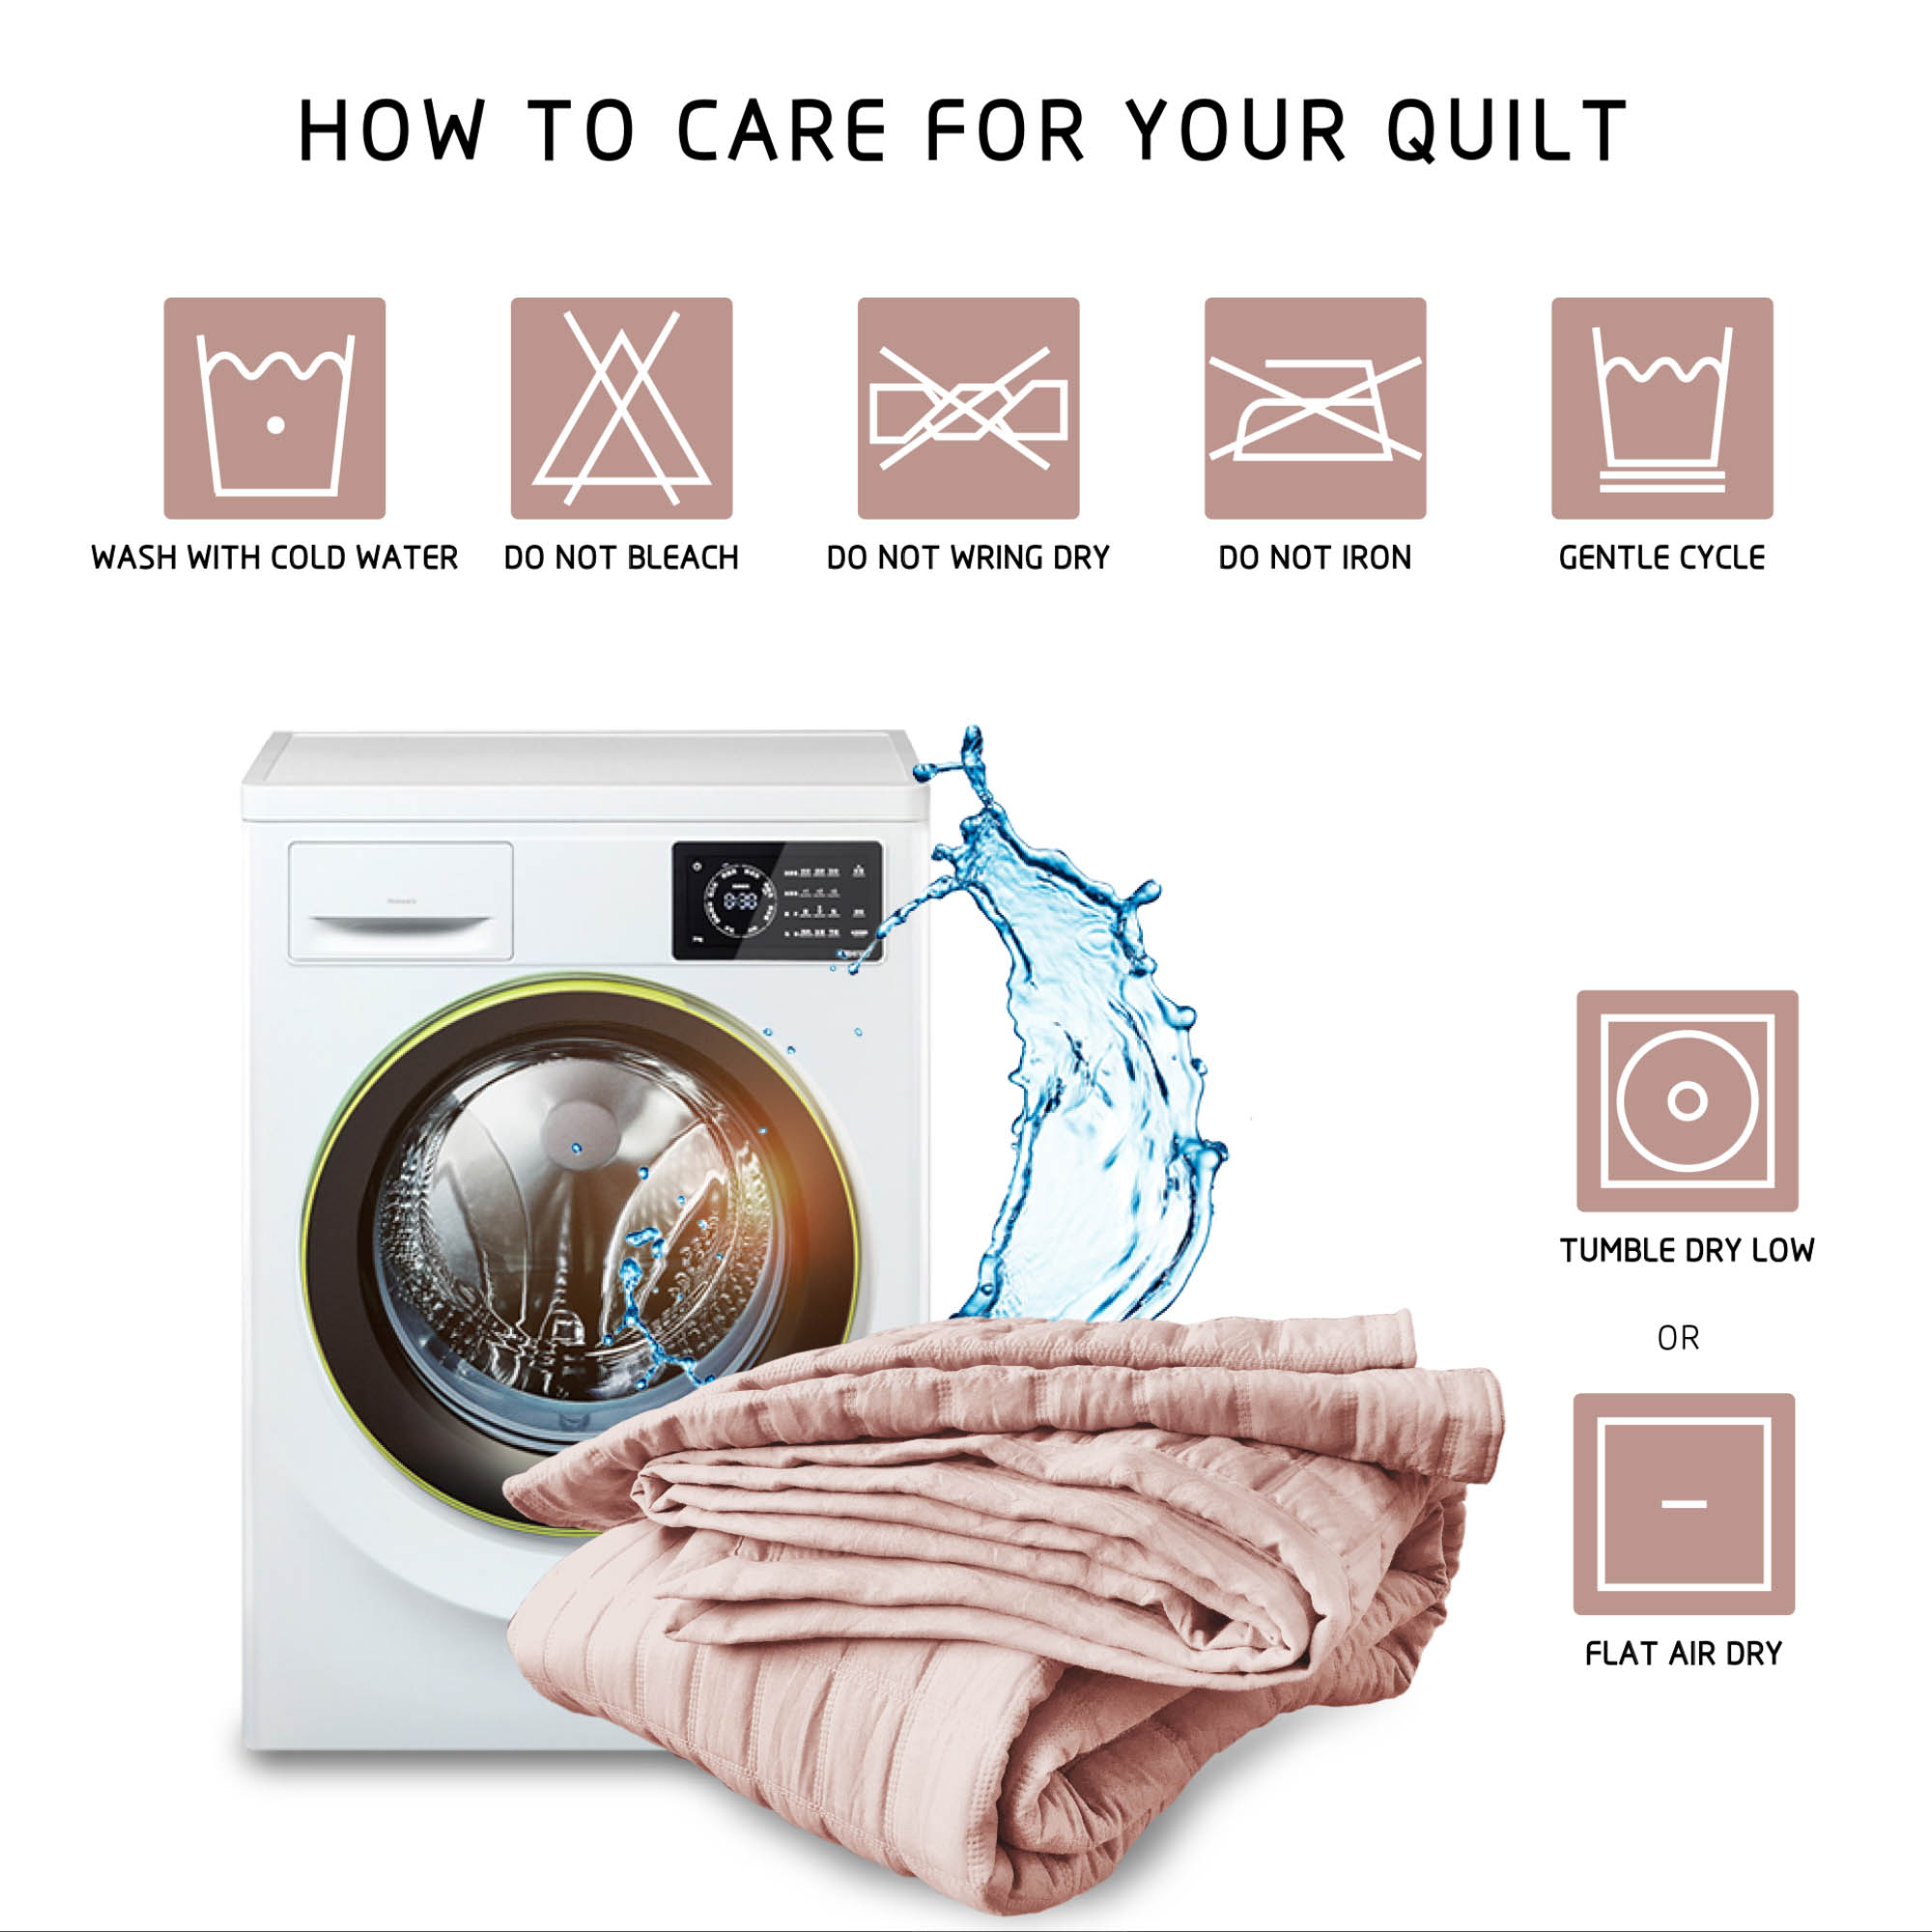 HOW TO CARE FOR YOUR QUILT
WASH WITH COLD WATER
DO NOT BLEACH
DO NOT WRING DRY
DO NOT IRON
GENTLE CYCLE
TUMBLE DRY LOW
OR
FLAT AIR DRY